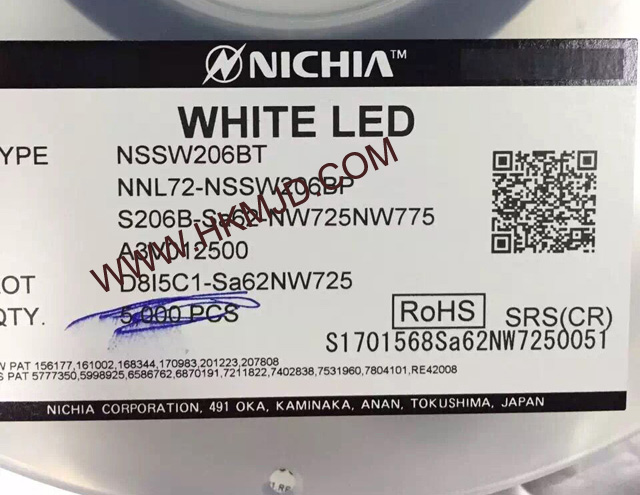 NICHIA™
WHITE LED
YPE NSSW206BT
NNL72-NSSW206BP
S206B-Sa62-NW725NW775
12500
OT D8I5C1-Sa62NW725
QTY. 5,000 PCS
RoHS SRS(CR)
S1701568Sa62NW7250051
PAT 156177,161002,168344,170983,201223,207808
S PAT 5777350,5998925,6586762,6870191,7211822,7402838,7531960,7804101,RE42008
NICHIA CORPORATION, 491 OKA, KAMINAKA, ANAN, TOKUSHIMA, JAPAN
WWW.HKMJD.COM